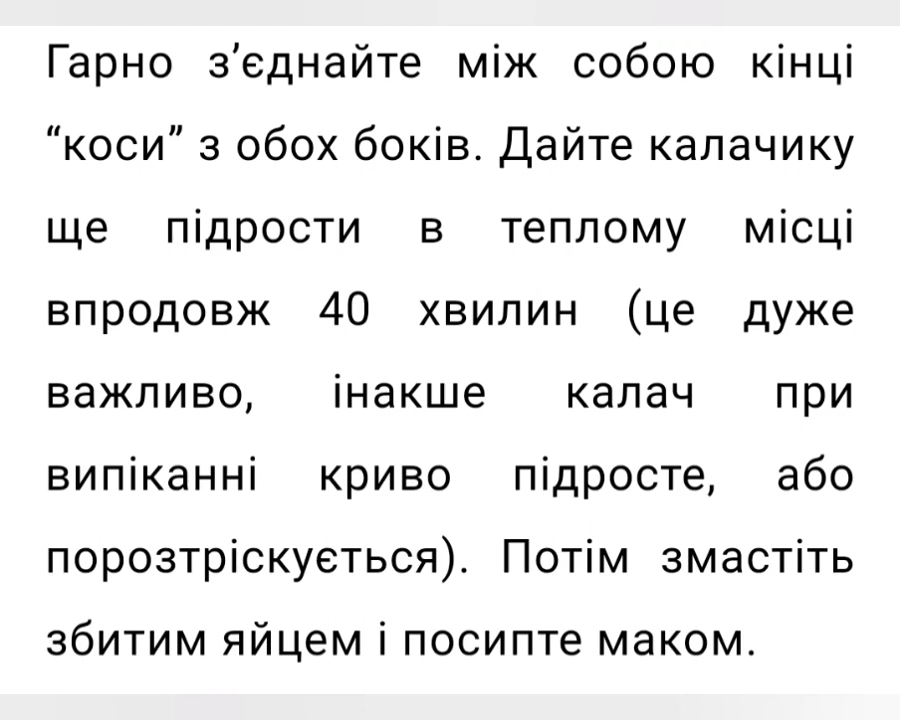 Гарно з’єднайте між собою кінці
“коси” з обох боків. Дайте калачику
ще підрости в теплому місці
впродовж 40 хвилин (це дуже
важливо, інакше калач при
випіканні криво підросте, або
порозтріскується). Потім змастіть
збитим яйцем і посипте маком.